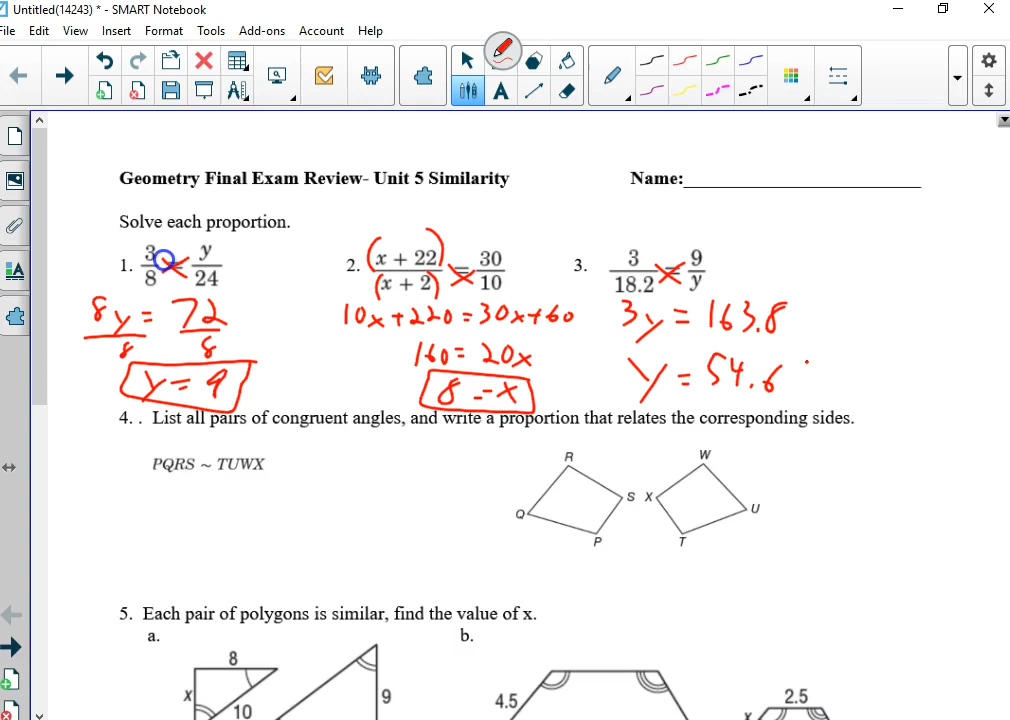 Untitled(14243) * - SMART Notebook
File Edit View Insert Format Tools Add-ons Account Help
Geometry Final Exam Review- Unit 5 Similarity Name:
Solve each proportion.
1. 3/8 = y/24 2. (x + 22)/(x + 2) = 30/10 3. 3/18.2 = 9/y
8y = 72 10x+220=30x+60 3y = 163.8
8 8 160=20x y = 54.6
y = 9 8 = x
4. . List all pairs of congruent angles, and write a proportion that relates the corresponding sides.
PQRS ~ TUWX
R W
S X
Q U
P T
5. Each pair of polygons is similar, find the value of x.
a. b.
8
x 9 4.5 2.5
10 x